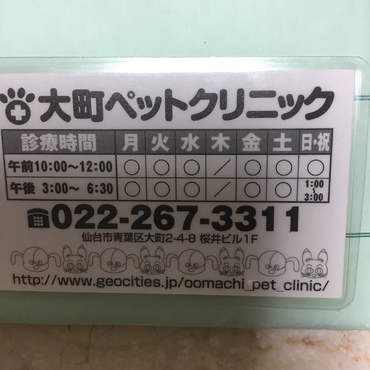 大町ペットクリニック
診療時間 月 火 水 木 金 土 日・祝
午前10:00～12:00 ○ ○ ○ ／ ○ ○ ○
午後 3:00～ 6:30 ○ ○ ○ ／ ○ ○ 1:00～3:00
☎022-267-3311
仙台市青葉区大町2-4-8 桜井ビル1F
http://www.geocities.jp/oomachi_pet_clinic/